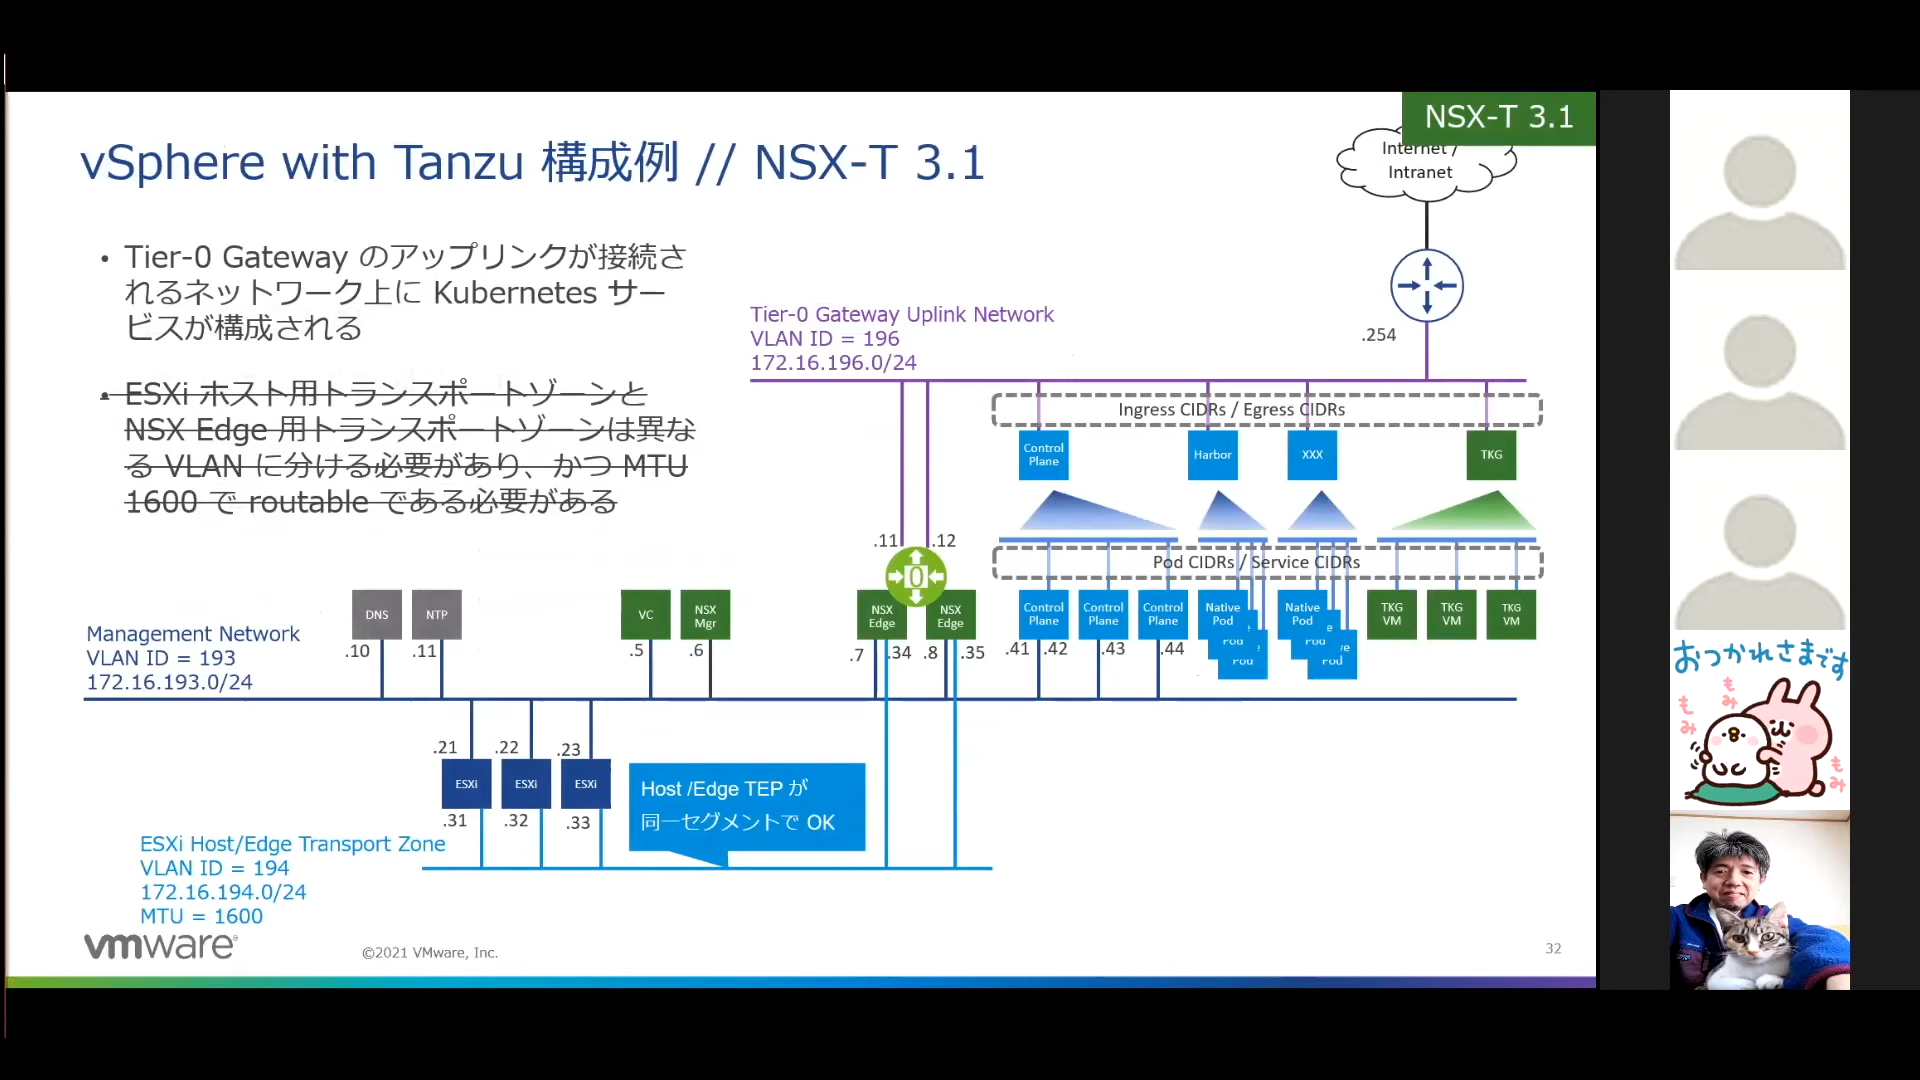 NSX-T 3.1
vSphere with Tanzu 構成例 // NSX-T 3.1
Internet /
Intranet
• Tier-0 Gateway のアップリンクが接続さ
れるネットワーク上に Kubernetes サー
ビスが構成される
• ESXi ホスト用トランスポートゾーンと
NSX Edge 用トランスポートゾーンは異な
る VLAN に分ける必要があり、かつ MTU
1600 で routable である必要がある
Tier-0 Gateway Uplink Network
VLAN ID = 196
172.16.196.0/24
.254
Ingress CIDRs / Egress CIDRs
Control
Plane
Harbor
XXX
TKG
.11
.12
0
Pod CIDRs / Service CIDRs
DNS
NTP
VC
NSX
Mgr
NSX
Edge
NSX
Edge
Control
Plane
Control
Plane
Control
Plane
Native
Pod
e
Pod
e
Pod
Native
Pod
e
Pod
ve
Pod
TKG
VM
TKG
VM
TKG
VM
Management Network
VLAN ID = 193
172.16.193.0/24
.10
.11
.5
.6
.7
.34
.8
.35
.41
.42
.43
.44
.21
.22
.23
ESXi
ESXi
ESXi
.31
.32
.33
Host /Edge TEP が
同一セグメントで OK
ESXi Host/Edge Transport Zone
VLAN ID = 194
172.16.194.0/24
MTU = 1600
vmware®
©2021 VMware, Inc.
32
おつかれさまです
もみ
もみ
もみ